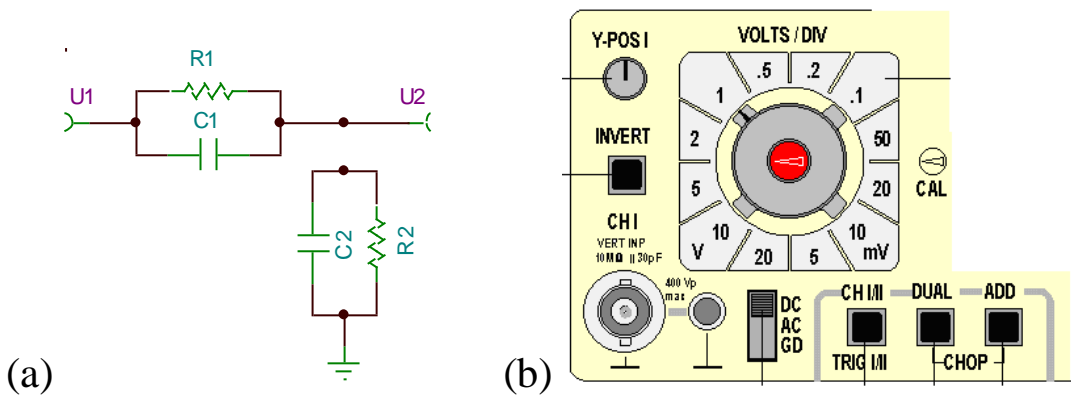 R1
U1
U2
C1
C2
R2
(a)
Y-POS I
VOLTS / DIV
.5
.2
1
.1
INVERT
2
50
5
20
CAL
CH I
VERT INP
10MΩ || 30pF
10
10
V
20
5
mV
400 Vp
max
DC
AC
GD
CH I/II
DUAL
ADD
TRIG I/II
CHOP
(b)